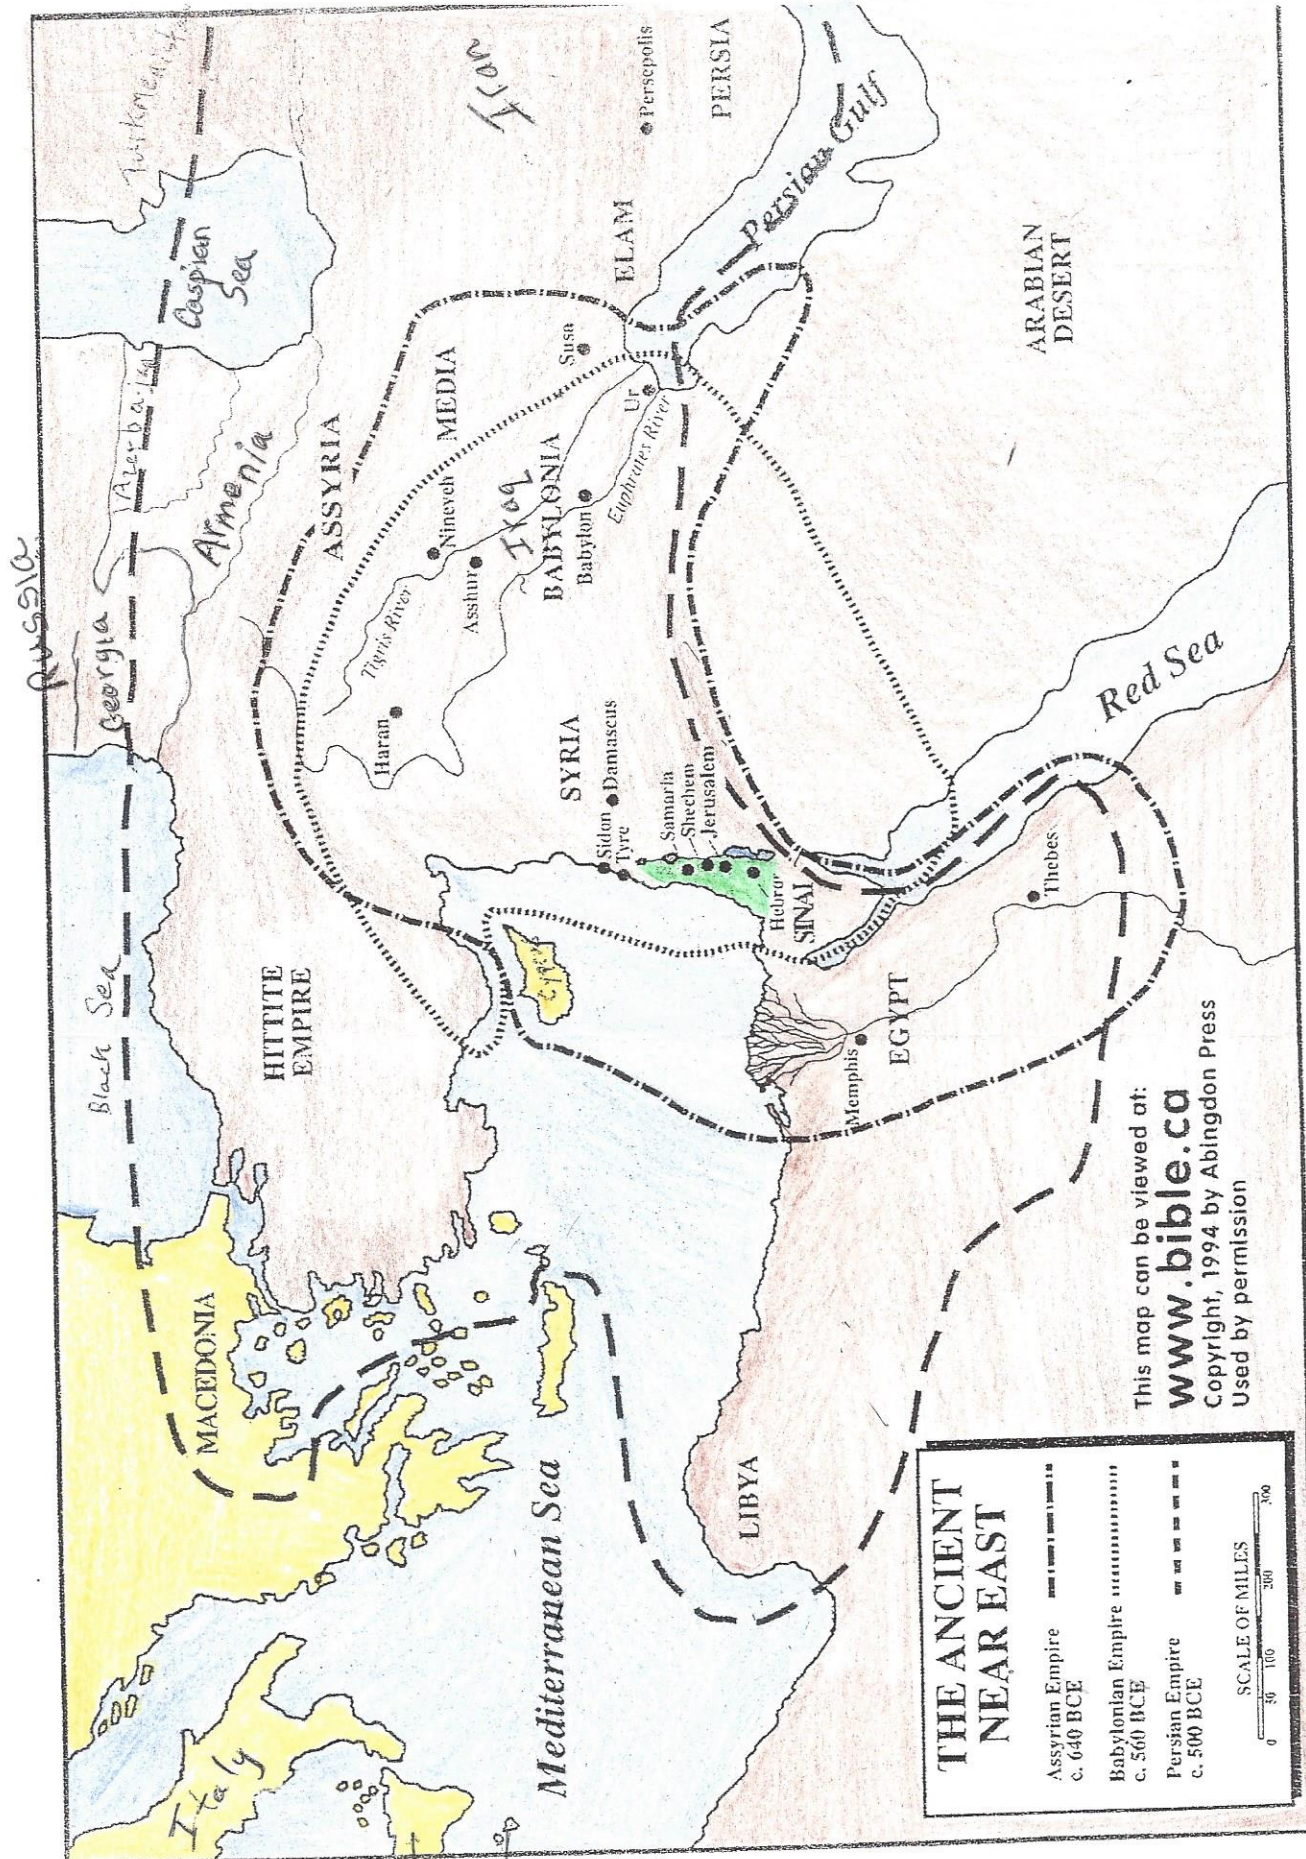 Russia
Turkmenista
Georgia
Azerbaija
Caspian
Sea
Armenia
Black Sea
MACEDONIA
Italy
ASSYRIA
HITTITE
EMPIRE
MEDIA
Iran
Nineveh
Tigris River
Asshur
Haran
Iraq
BABYLONIA
Babylon
Susa
ELAM
Persepolis
PERSIA
Ur
Euphrates River
Persian Gulf
SYRIA
Sidon
Damascus
Tyre
Samaria
Shechem
Jerusalem
Hebro
SINAI
Mediterranean Sea
LIBYA
Memphis
EGYPT
Thebes
Red Sea
ARABIAN
DESERT
THE ANCIENT
NEAR EAST
Assyrian Empire
c. 640 BCE
Babylonian Empire
c. 560 BCE
Persian Empire
c. 500 BCE
SCALE OF MILES
0 50 100 200 300
This map can be viewed at:
www.bible.ca
Copyright, 1994 by Abingdon Press
Used by permission